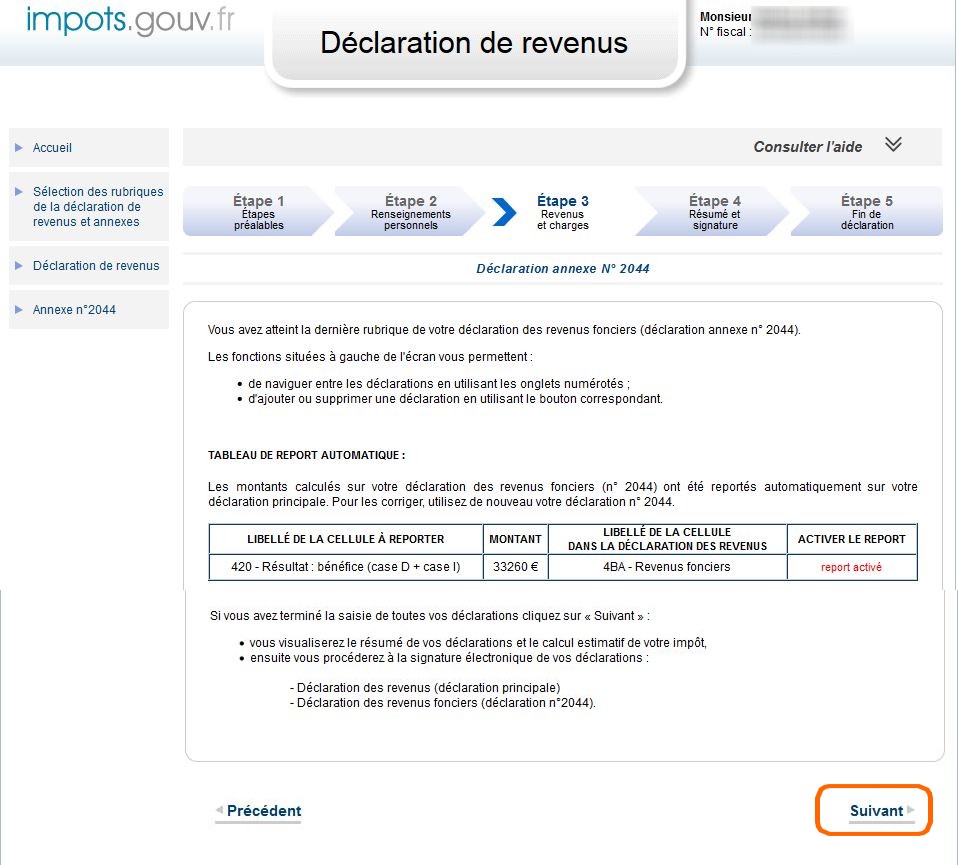 impots.gouv.fr
Déclaration de revenus
Monsieur
N° fiscal :
Accueil
Sélection des rubriques
de la déclaration de
revenus et annexes
Déclaration de revenus
Annexe n°2044
Consulter l'aide
Étape 1
Étapes
préalables
Étape 2
Renseignements
personnels
Étape 3
Revenus
et charges
Étape 4
Résumé et
signature
Étape 5
Fin de
déclaration
Déclaration annexe N° 2044
Vous avez atteint la dernière rubrique de votre déclaration des revenus fonciers (déclaration annexe n° 2044).
Les fonctions situées à gauche de l'écran vous permettent :
• de naviguer entre les déclarations en utilisant les onglets numérotés ;
• d'ajouter ou supprimer une déclaration en utilisant le bouton correspondant.
TABLEAU DE REPORT AUTOMATIQUE :
Les montants calculés sur votre déclaration des revenus fonciers (n° 2044) ont été reportés automatiquement sur votre
déclaration principale. Pour les corriger, utilisez de nouveau votre déclaration n° 2044.
LIBELLÉ DE LA CELLULE À REPORTER
MONTANT
LIBELLÉ DE LA CELLULE
DANS LA DÉCLARATION DES REVENUS
ACTIVER LE REPORT
420 - Résultat : bénéfice (case D + case I)
33260 €
4BA - Revenus fonciers
report activé
Si vous avez terminé la saisie de toutes vos déclarations cliquez sur « Suivant » :
• vous visualiserez le résumé de vos déclarations et le calcul estimatif de votre impôt,
• ensuite vous procéderez à la signature électronique de vos déclarations :
- Déclaration des revenus (déclaration principale)
- Déclaration des revenus fonciers (déclaration n°2044).
Précédent
Suivant